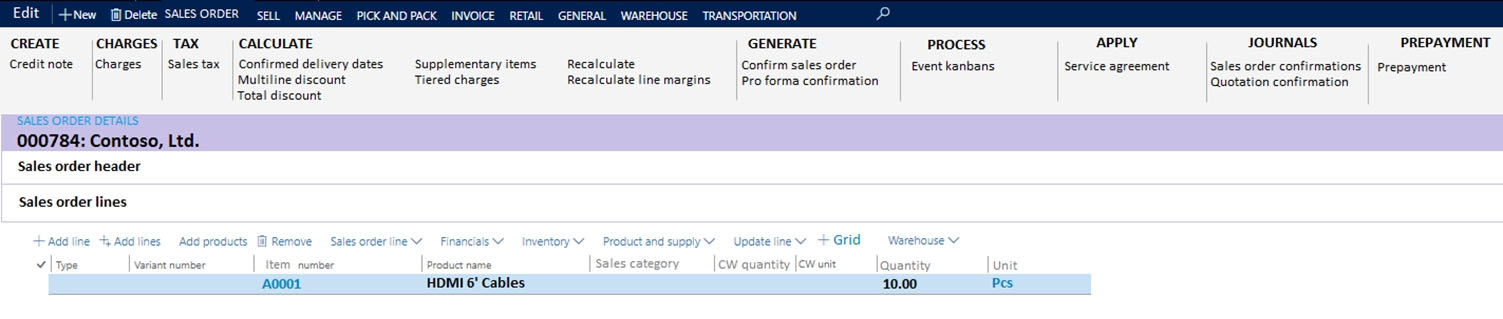 Edit + New Delete SALES ORDER SELL MANAGE PICK AND PACK INVOICE RETAIL GENERAL WAREHOUSE TRANSPORTATION
CREATE CHARGES TAX CALCULATE GENERATE PROCESS APPLY JOURNALS PREPAYMENT
Credit note Charges Sales tax Confirmed delivery dates Supplementary items Recalculate Confirm sales order Event kanbans Service agreement Sales order confirmations Prepayment
Multiline discount Tiered charges Recalculate line margins Pro forma confirmation Quotation confirmation
Total discount
SALES ORDER DETAILS
000784: Contoso, Ltd.
Sales order header
Sales order lines
+ Add line Add lines Add products Remove Sales order line Financials Inventory Product and supply Update line + Grid Warehouse
Type Variant number Item number Product name Sales category CW quantity CW unit Quantity Unit
A0001 HDMI 6' Cables 10.00 Pcs